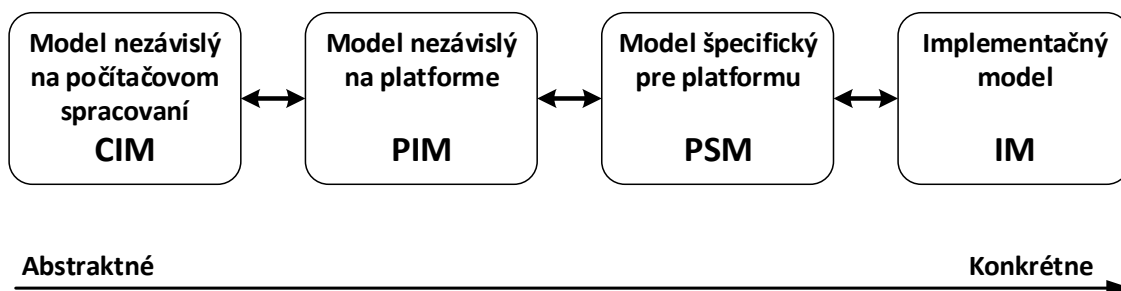 Model nezávislý
na počítačovom
spracovaní
CIM
Model nezávislý
na platforme
PIM
Model špecifický
pre platformu
PSM
Implementačný
model
IM
Abstraktné
Konkrétne